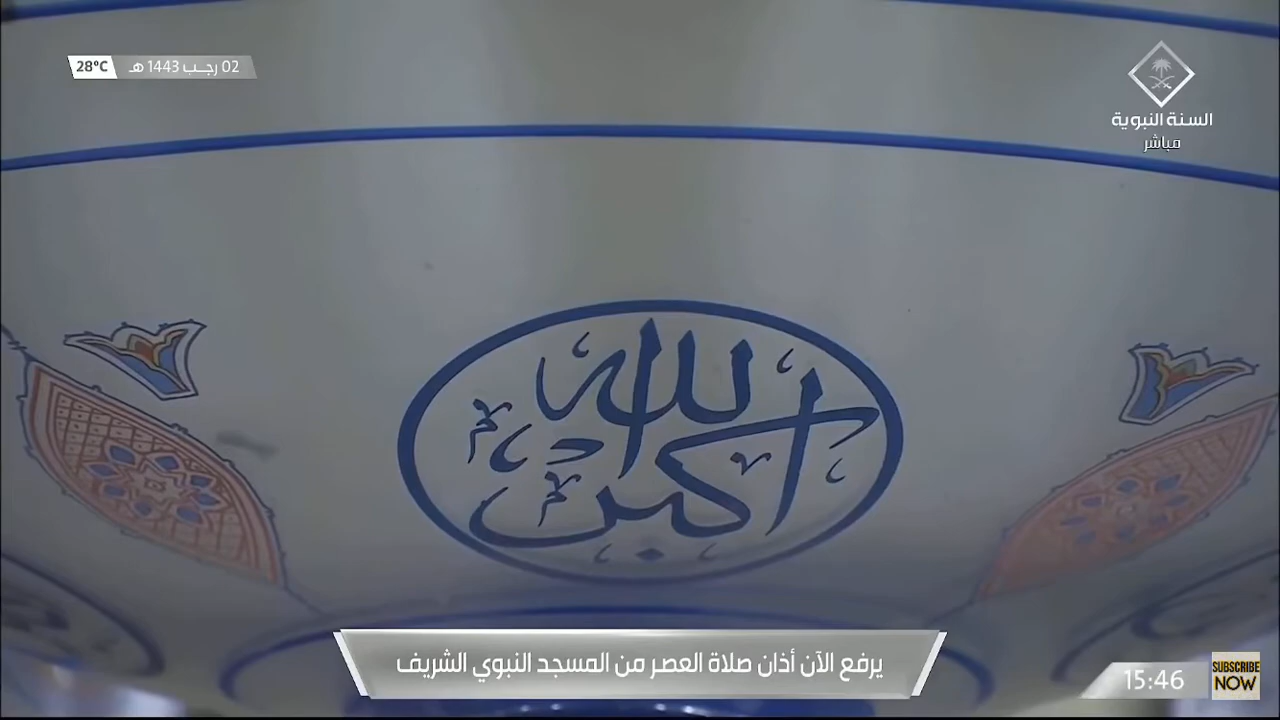 28°C 02 رجب 1443 هـ
السنة النبوية
مباشر
الله أكبر
يرفع الآن أذان صلاة العصر من المسجد النبوي الشريف
15:46
SUBSCRIBE
NOW